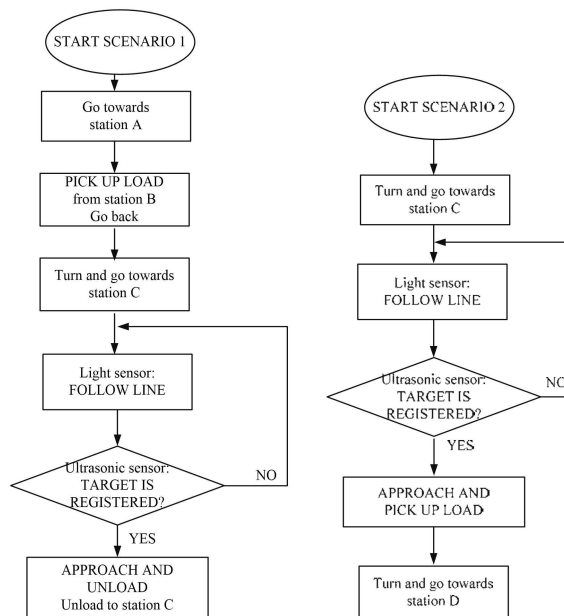 START SCENARIO 1
Go towards
station A
PICK UP LOAD
from station B
Go back
Turn and go towards
station C
Light sensor:
FOLLOW LINE
Ultrasonic sensor:
TARGET IS
REGISTERED?
NO
YES
APPROACH AND
UNLOAD
Unload to station C
START SCENARIO 2
Turn and go towards
station C
Light sensor:
FOLLOW LINE
Ultrasonic sensor:
TARGET IS
REGISTERED?
NO
YES
APPROACH AND
PICK UP LOAD
Turn and go towards
station D